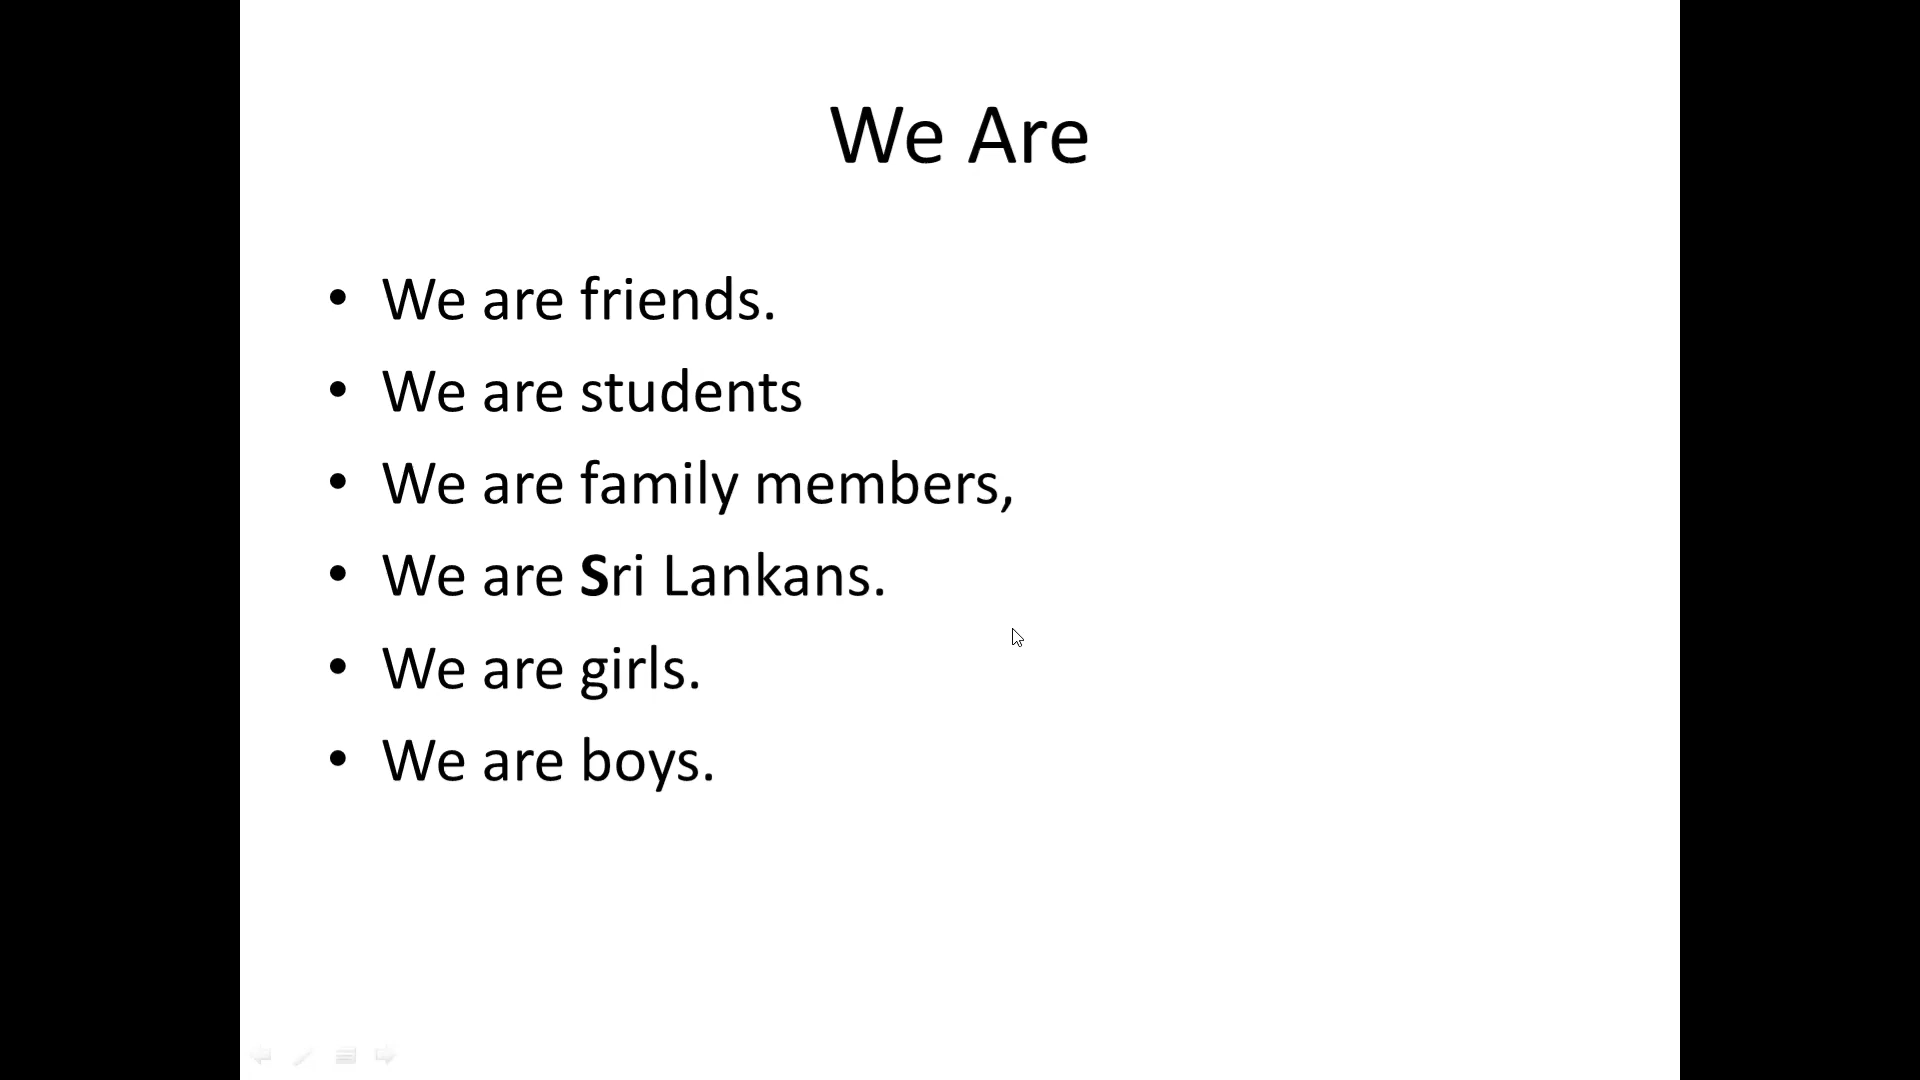 We Are
• We are friends.
• We are students
• We are family members,
• We are Sri Lankans.
• We are girls.
• We are boys.